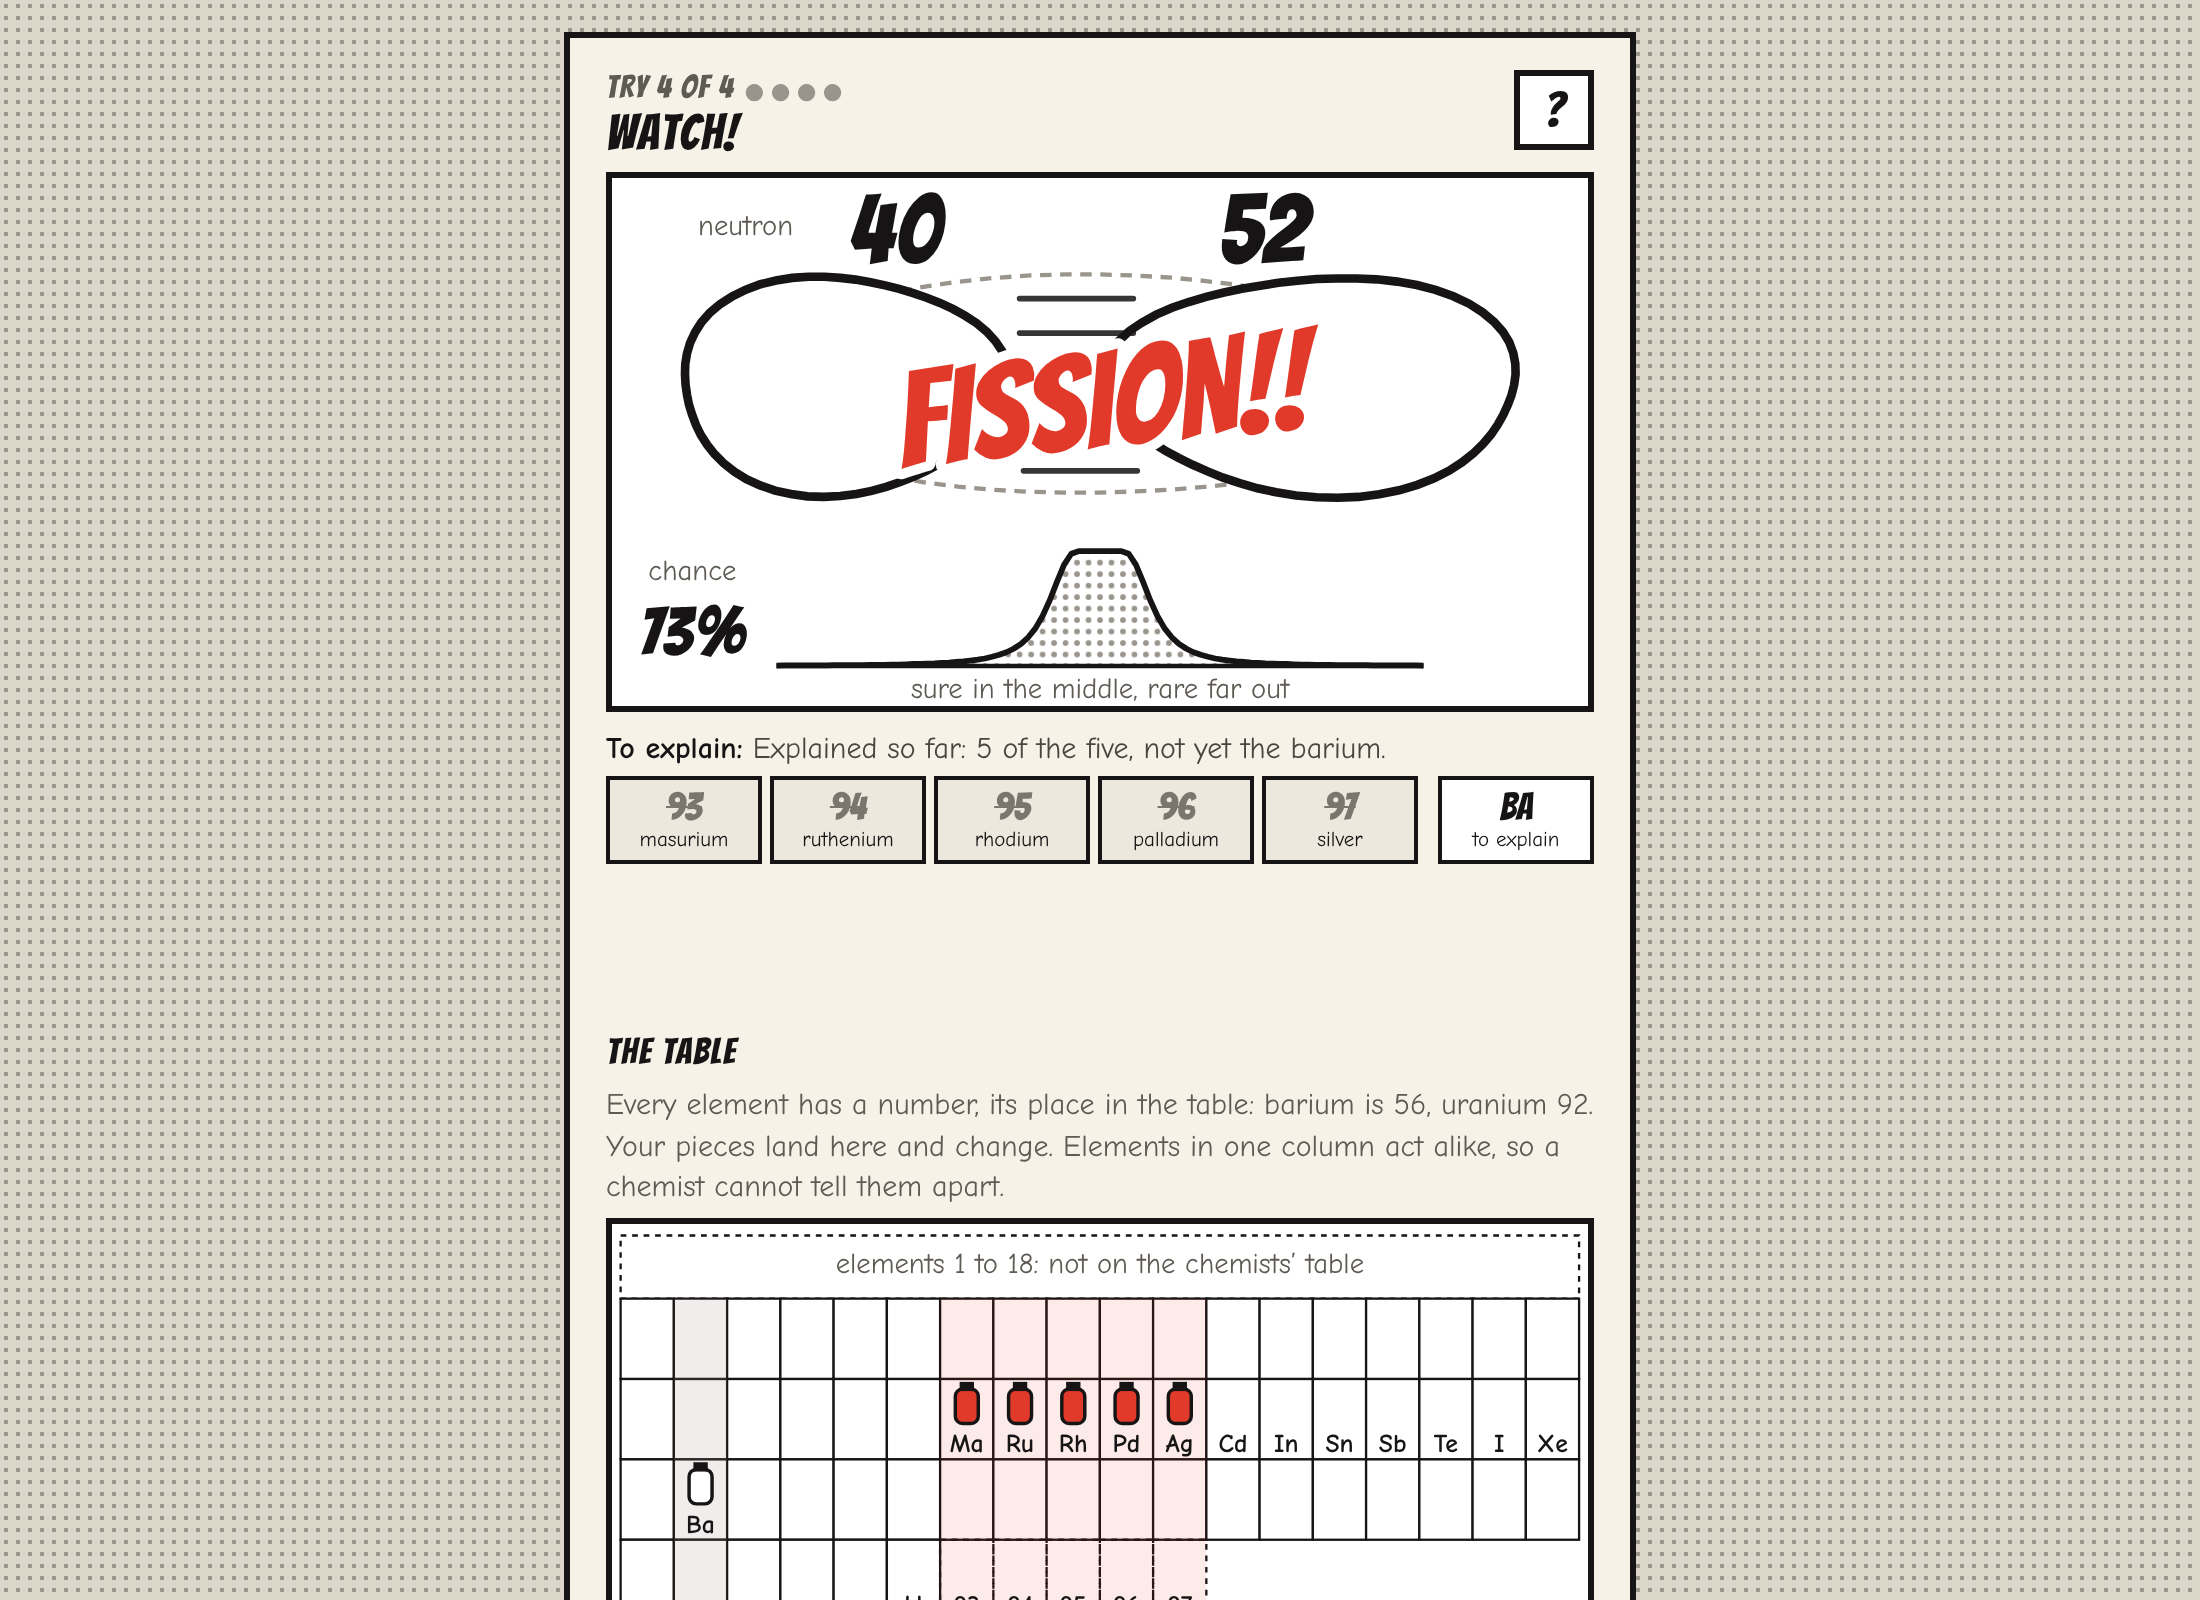 TRY 4 OF 4
WATCH!
?
neutron
40
52
FISSION!!
chance
73%
sure in the middle, rare far out
To explain: Explained so far: 5 of the five, not yet the barium.
93
masurium
94
ruthenium
95
rhodium
96
palladium
97
silver
BA
to explain
THE TABLE
Every element has a number, its place in the table: barium is 56, uranium 92.
Your pieces land here and change. Elements in one column act alike, so a
chemist cannot tell them apart.
elements 1 to 18: not on the chemists' table
Ma Ru Rh Pd Ag Cd In Sn Sb Te I Xe
Ba